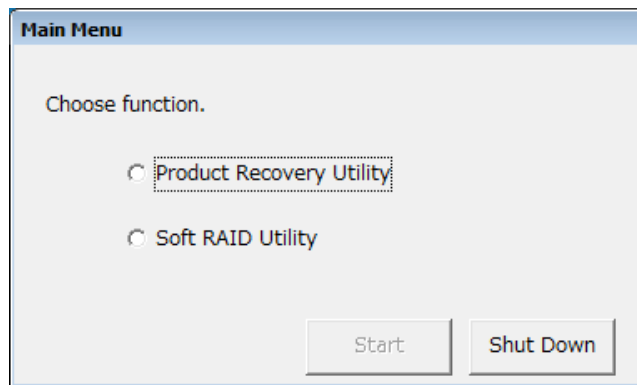 Main Menu
Choose function.
Product Recovery Utility
Soft RAID Utility
Start
Shut Down